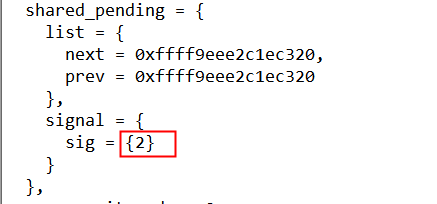 shared_pending = {
list = {
next = 0xffff9eee2c1ec320,
prev = 0xffff9eee2c1ec320
},
signal = {
sig = {2}
}
},